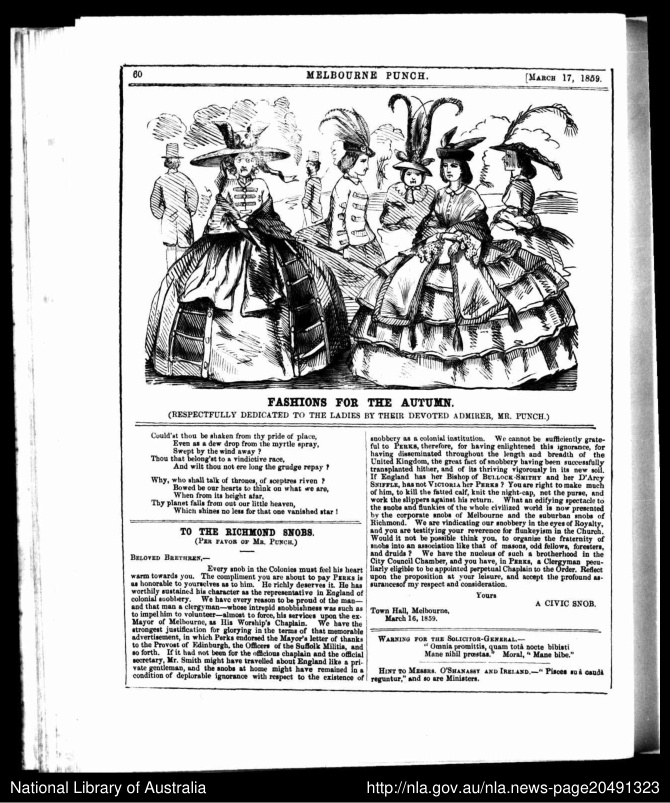 60
MELBOURNE PUNCH.
[MARCH 17, 1859.
FASHIONS FOR THE AUTUMN.
(RESPECTFULLY DEDICATED TO THE LADIES BY THEIR DEVOTED ADMIRER, MR. PUNCH.)
Could'st thou be shaken from thy pride of place,
Even as a dew drop from the myrtle spray,
Swept by the wind away ?
Thou that belong'st to a vindictive race,
And wilt thou not ere long the grudge repay ?
Why, who shall talk of thrones, of sceptres riven ?
Bowed be our hearts to think on what we are,
When from its height afar,
Thy planet falls from out our little heaven,
Which shines no less for that one vanished star !
TO THE RICHMOND SNOBS.
(PER FAVOR OF MR. PUNCH.)
BELOVED BRETHREN,—
Every snob in the Colonies must feel his heart
warm towards you. The compliment you are about to pay PERKS is
as honorable to yourselves as to him. He richly deserves it. He has
worthily sustained his character as the representative in England of
colonial snobbery. We have every reason to be proud of the man—
and that man a clergyman—whose intrepid snobbishness was such as
to impel him to volunteer—almost to force, his services upon the ex-
Mayor of Melbourne, as His Worship's Chaplain. We have the
strongest justification for glorying in the terms of that memorable
advertisement, in which Perks endorsed the Mayor's letter of thanks
to the Provost of Edinburgh, the Officers of the Suffolk Militia, and
so forth. If it had not been for the officious chaplain and the official
secretary, Mr. Smith might have travelled about England like a pri-
vate gentleman, and the snobs at home might have remained in a
condition of deplorable ignorance with respect to the existence of
snobbery as a colonial institution. We cannot be sufficiently grate-
ful to PERKS, therefore, for having enlightened this ignorance, for
having disseminated throughout the length and breadth of the
United Kingdom, the great fact of snobbery having been successfully
transplanted hither, and of its thriving vigorously in its new soil.
If England has her Bishop of BULLOCK-SMITHY and her D'Arcy
SNIFFLE, has not VICTORIA her PERKS ? You are right to make much
of him, to kill the fatted calf, knit the night-cap, net the purse, and
work the slippers against his return. What an edifying spectacle to
the snobs and flunkies of the whole civilized world is now presented
by the corporate snobs of Melbourne and the suburban snobs of
Richmond. We are vindicating our snobbery in the eyes of Royalty,
and you are testifying your reverence for flunkeyism in the Church.
Would it not be possible think you, to organize the fraternity of
snobs into an association like that of masons, odd fellows, foresters,
and druids ? We have the nucleus of such a brotherhood in the
City Council Chamber, and you have, in PERKS, a Clergyman pecu-
liarly eligible to be appointed perpetual Chaplain to the Order. Reflect
upon the proposition at your leisure, and accept the profound as-
surances of my respect and consideration.
Yours
A CIVIC SNOB.
Town Hall, Melbourne,
March 16, 1859.
WARNING FOR THE SOLICITOR-GENERAL.—
" Omnia promittis, quam totâ nocte bibisti
Mane nihil præstas." Moral, " Mane bibe."
HINT TO MESSRS. O'SHANASSY AND IRELAND.—" Pisces su â caudâ
reguntur," and so are Ministers.
National Library of Australia
http://nla.gov.au/nla.news-page20491323